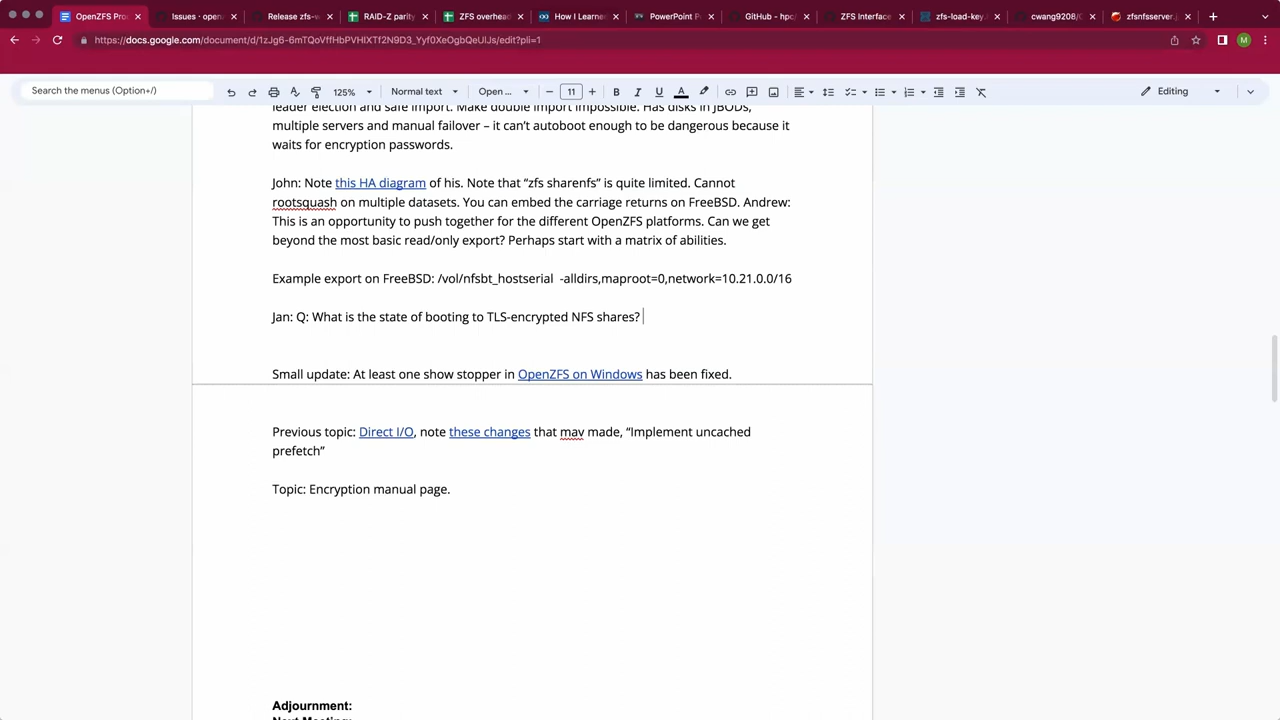 OpenZFS Pro
Issues · open
Release zfs-w
RAID-Z parity
ZFS overhea
How I Learne
PowerPoint P
GitHub - hpc/
ZFS Interface
zfs-load-key.
cwang9208/
zfsnfsserver.j
https://docs.google.com/document/d/1zJg6-6mTQoVffHbPVHlXTf2N9D3_Yyf0XeOgbQeUlJs/edit?pli=1
M
Search the menus (Option+/)
125%
Normal text
Open ...
11
B I U A
Editing
leader election and safe import. Make double import impossible. Has disks in JBODs,
multiple servers and manual failover – it can’t autoboot enough to be dangerous because it
waits for encryption passwords.
John: Note this HA diagram of his. Note that “zfs sharenfs” is quite limited. Cannot
rootsquash on multiple datasets. You can embed the carriage returns on FreeBSD. Andrew:
This is an opportunity to push together for the different OpenZFS platforms. Can we get
beyond the most basic read/only export? Perhaps start with a matrix of abilities.
Example export on FreeBSD: /vol/nfsbt_hostserial  -alldirs,maproot=0,network=10.21.0.0/16
Jan: Q: What is the state of booting to TLS-encrypted NFS shares?
Small update: At least one show stopper in OpenZFS on Windows has been fixed.
Previous topic: Direct I/O, note these changes that mav made, “Implement uncached
prefetch”
Topic: Encryption manual page.
Adjournment:
Next Meeting: